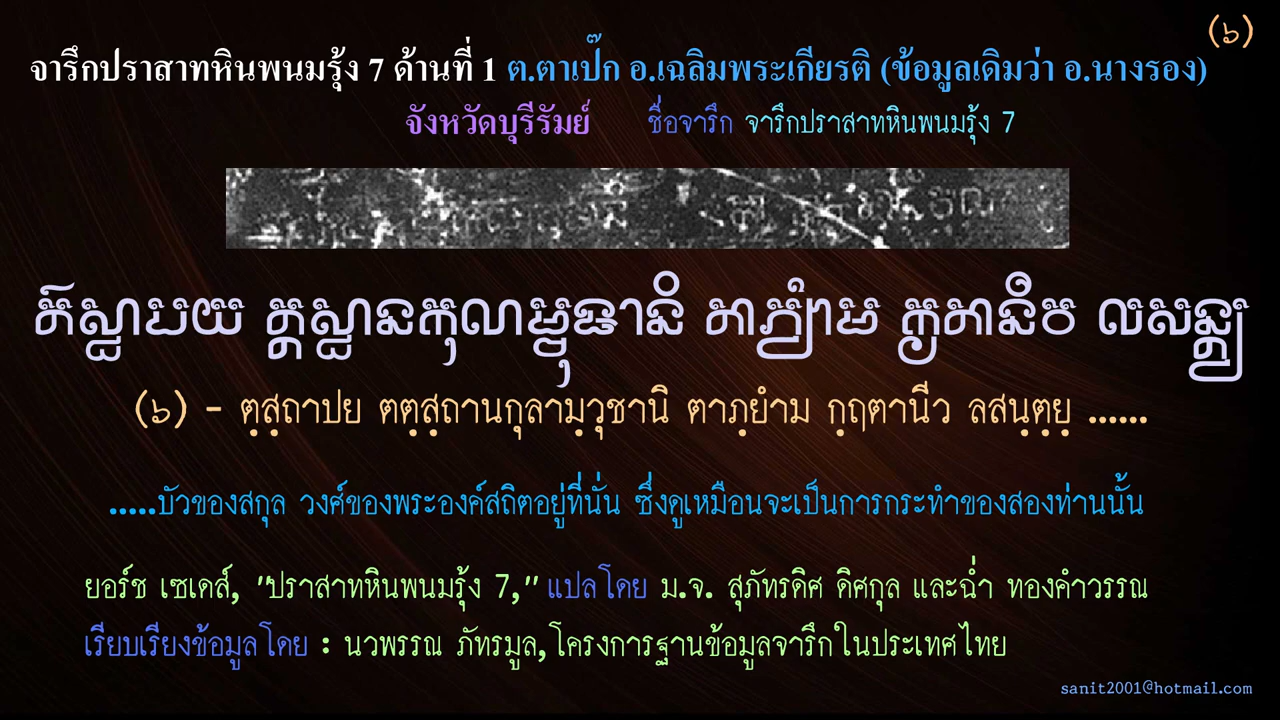 (๖)
จารึกปราสาทหินพนมรุ้ง 7 ด้านที่ 1 ต.ตาเป๊ก อ.เฉลิมพระเกียรติ (ข้อมูลเดิมว่า อ.นางรอง)
จังหวัดบุรีรัมย์ ชื่อจารึก จารึกปราสาทหินพนมรุ้ง 7
(๖) - ตฺสฺถาปย ตตฺสฺถานกุลามฺวุชานิ ตาภฺยําม กฺฤตานีว ลสนฺตฺยฺ ......
.....บัวของสกุล วงศ์ของพระองค์สถิตอยู่ที่นั่น ซึ่งดูเหมือนจะเป็นการกระทำของสองท่านนั้น
ยอร์ช เซเดส์, "ปราสาทหินพนมรุ้ง 7," แปลโดย ม.จ. สุภัทรดิศ ดิศกุล และฉ่ำ ทองคำวรรณ
เรียบเรียงข้อมูลโดย : นวพรรณ ภัทรมูล,โครงการฐานข้อมูลจารึกในประเทศไทย
sanit2001@hotmail.com